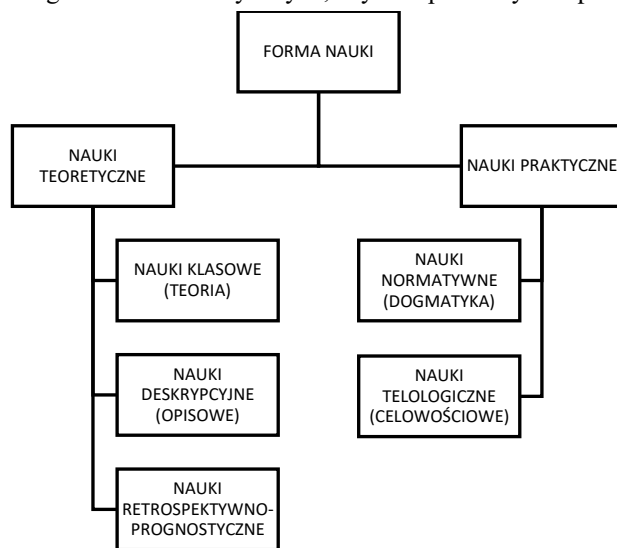 FORMA NAUKI
NAUKI
TEORETYCZNE
NAUKI PRAKTYCZNE
NAUKI KLASOWE
(TEORIA)
NAUKI
DESKRYPCYJNE
(OPISOWE)
NAUKI
RETROSPEKTYWNO-
PROGNOSTYCZNE
NAUKI
NORMATYWNE
(DOGMATYKA)
NAUKI
TELOLOGICZNE
(CELOWOŚCIOWE)